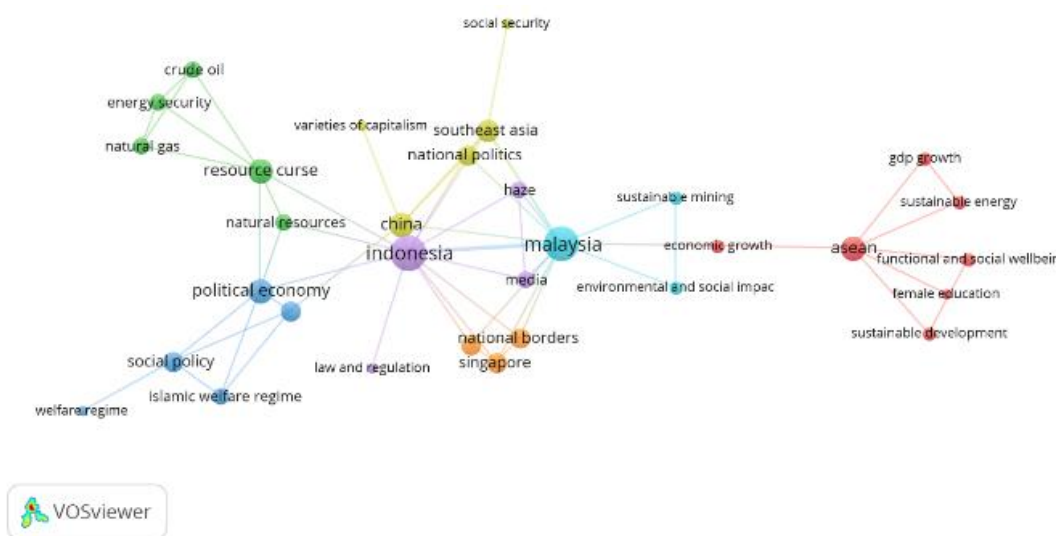 social security
crude oil
energy security
varieties of capitalism
southeast asia
natural gas
national politics
gdp growth
resource curse
haze
sustainable mining
sustainable energy
natural resources
china
indonesia
malaysia
economic growth
asean
functional and social wellbein
political economy
media
environmental and social impac
female education
national borders
sustainable development
social policy
law and regulation
singapore
islamic welfare regime
welfare regime
VOSviewer